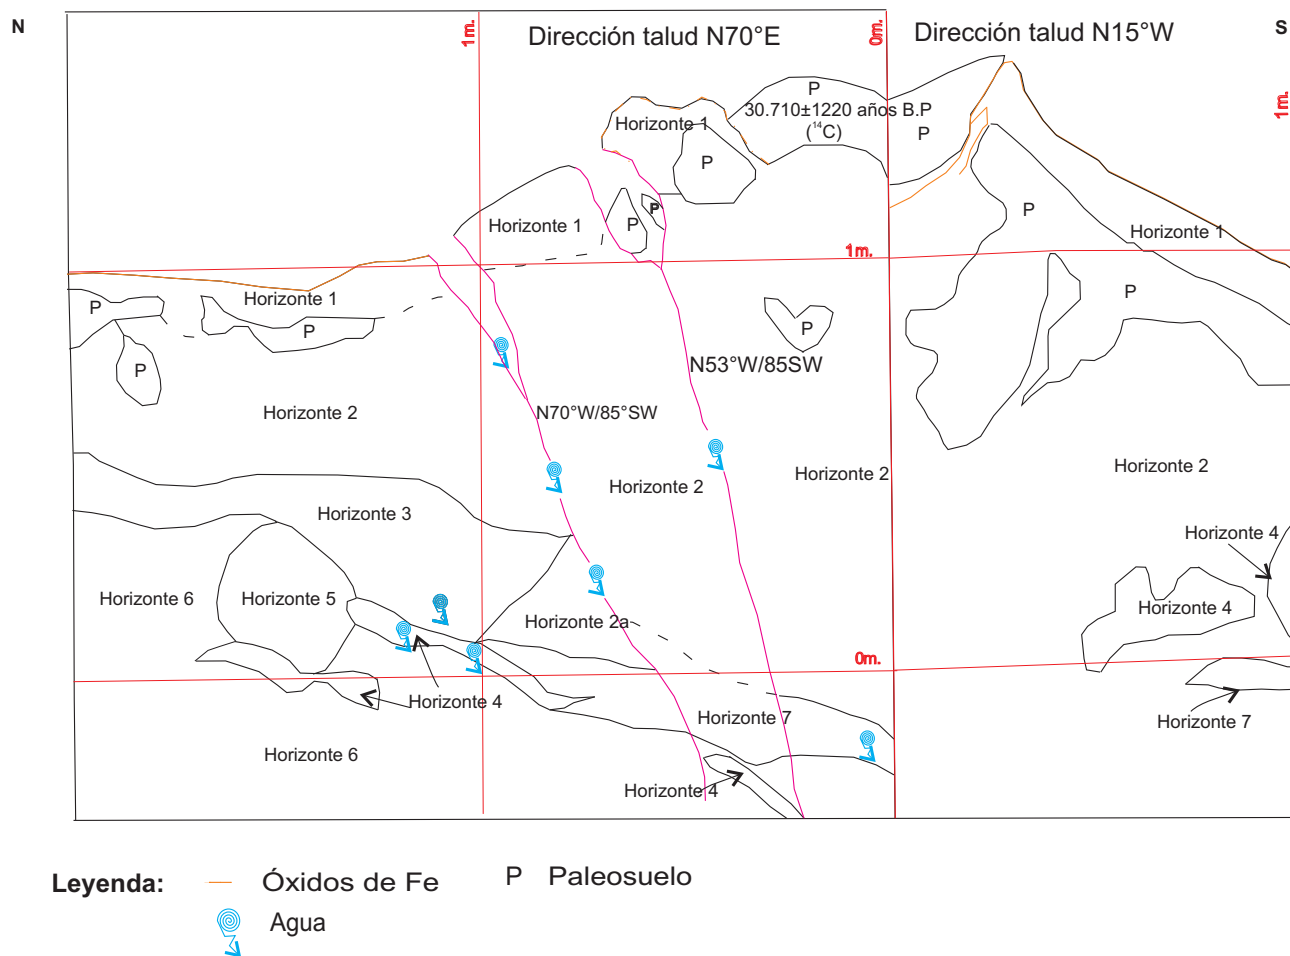 N
S
1m.
Dirección talud N70°E
0m.
Dirección talud N15°W
1m.
P
30.710±1220 años B.P
(¹⁴C)
Horizonte 1
P
P
P
P
P
Horizonte 1
Horizonte 1
1m.
Horizonte 1
P
P
P
P
P
N53°W/85SW
Horizonte 2
N70°W/85°SW
Horizonte 2
Horizonte 2
Horizonte 2
Horizonte 3
Horizonte 4
Horizonte 6
Horizonte 5
Horizonte 2a
Horizonte 4
0m.
Horizonte 4
Horizonte 7
Horizonte 7
Horizonte 6
Horizonte 4
Leyenda:
Óxidos de Fe
P Paleosuelo
Agua